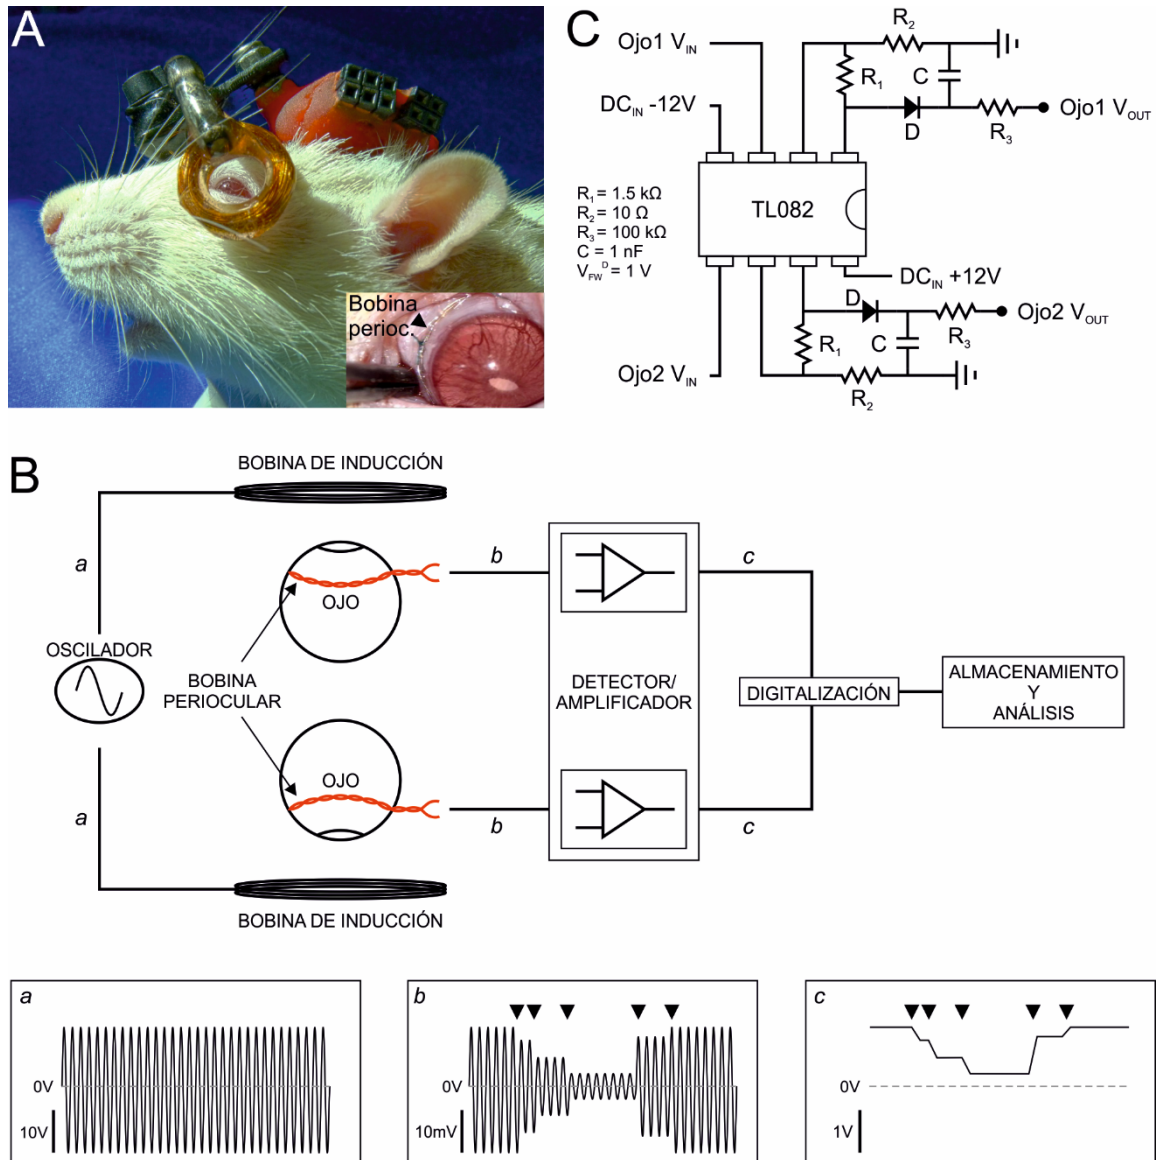 A
Bobina
perioc.
C
Ojo1 V_IN
DC_IN -12V
R_1 = 1.5 kΩ
R_2 = 10 Ω
R_3 = 100 kΩ
C = 1 nF
V_FW^D = 1 V
R_2
R_1
C
D
R_3
Ojo1 V_OUT
TL082
DC_IN +12V
D
Ojo2 V_OUT
R_3
R_1
C
R_2
Ojo2 V_IN
B
BOBINA DE INDUCCIÓN
a
b
c
OJO
OSCILADOR
BOBINA
PERIOCULAR
DETECTOR/
AMPLIFICADOR
DIGITALIZACIÓN
ALMACENAMIENTO
Y
ANÁLISIS
OJO
a
b
c
BOBINA DE INDUCCIÓN
a
0V
10V
b
0V
10mV
c
0V
1V